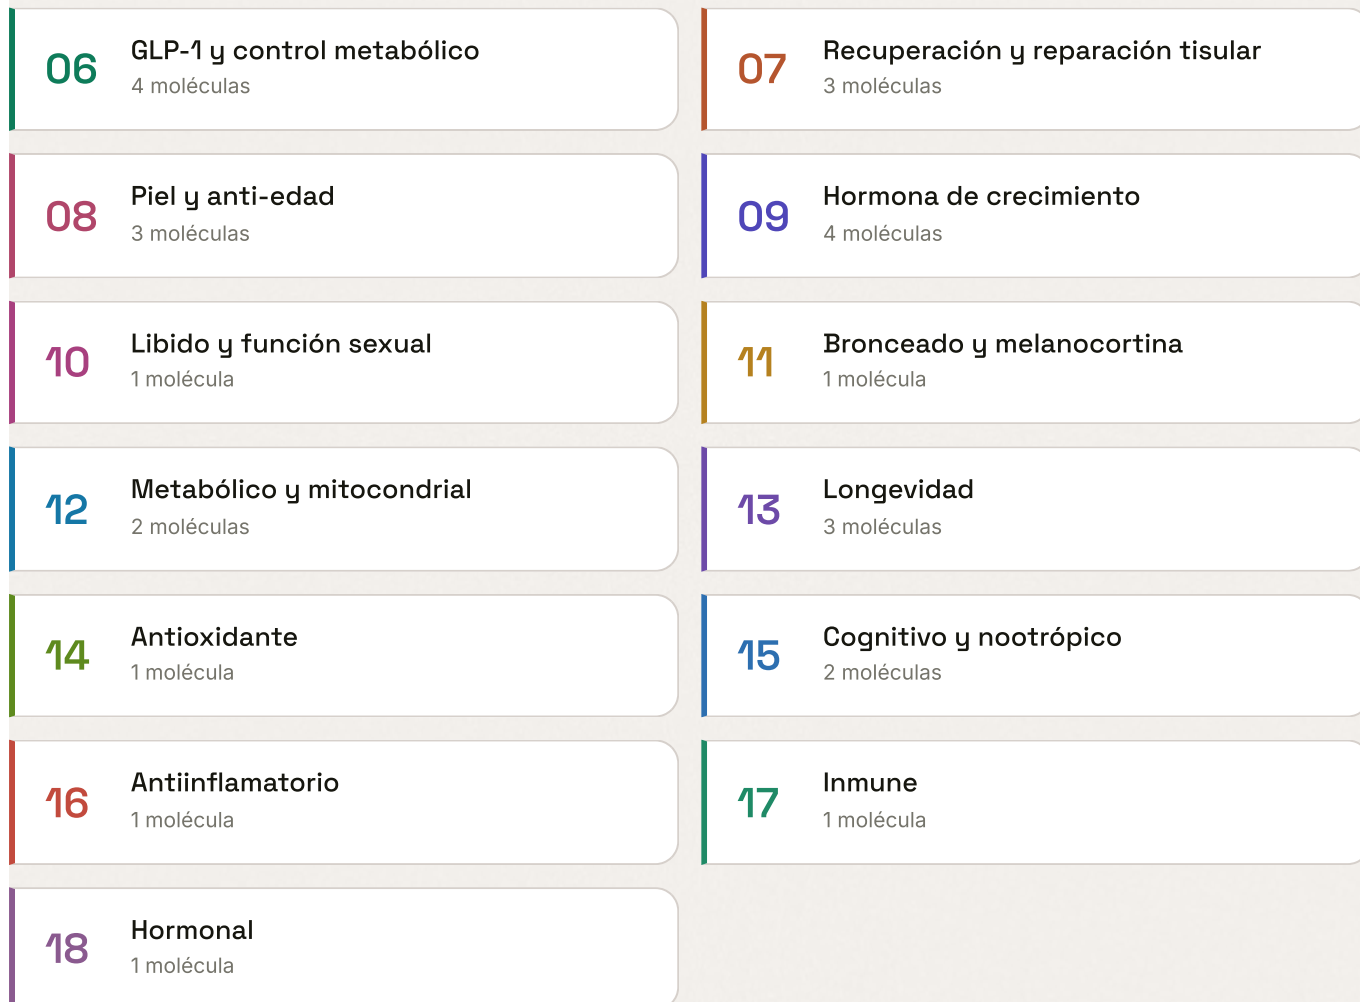 06
GLP-1 y control metabólico
4 moléculas
07
Recuperación y reparación tisular
3 moléculas
08
Piel y anti-edad
3 moléculas
09
Hormona de crecimiento
4 moléculas
10
Libido y función sexual
1 molécula
11
Bronceado y melanocortina
1 molécula
12
Metabólico y mitocondrial
2 moléculas
13
Longevidad
3 moléculas
14
Antioxidante
1 molécula
15
Cognitivo y nootrópico
2 moléculas
16
Antiinflamatorio
1 molécula
17
Inmune
1 molécula
18
Hormonal
1 molécula